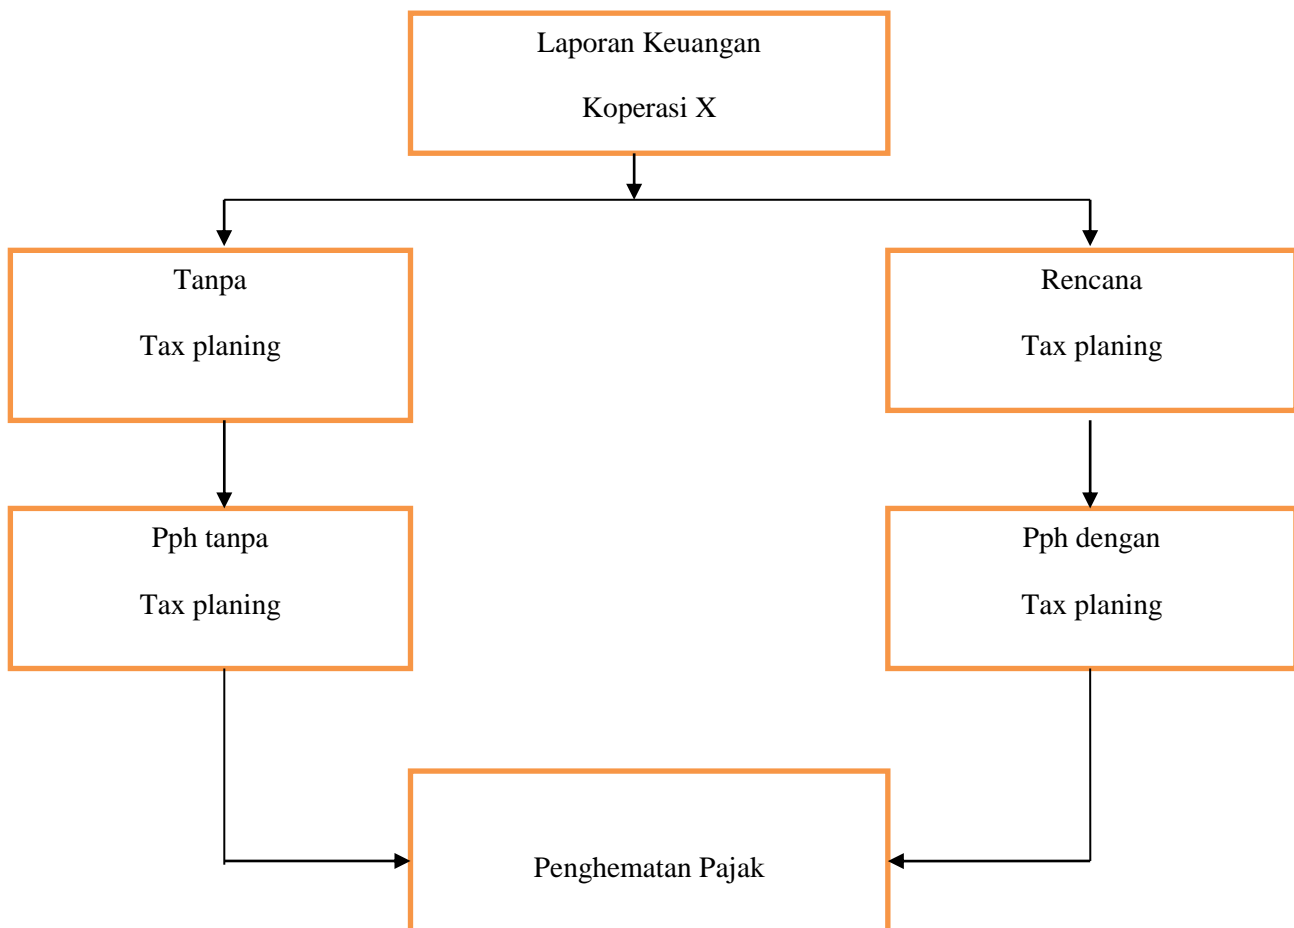 Laporan Keuangan
Koperasi X
Tanpa
Tax planing
Rencana
Tax planing
Pph tanpa
Tax planing
Pph dengan
Tax planing
Penghematan Pajak